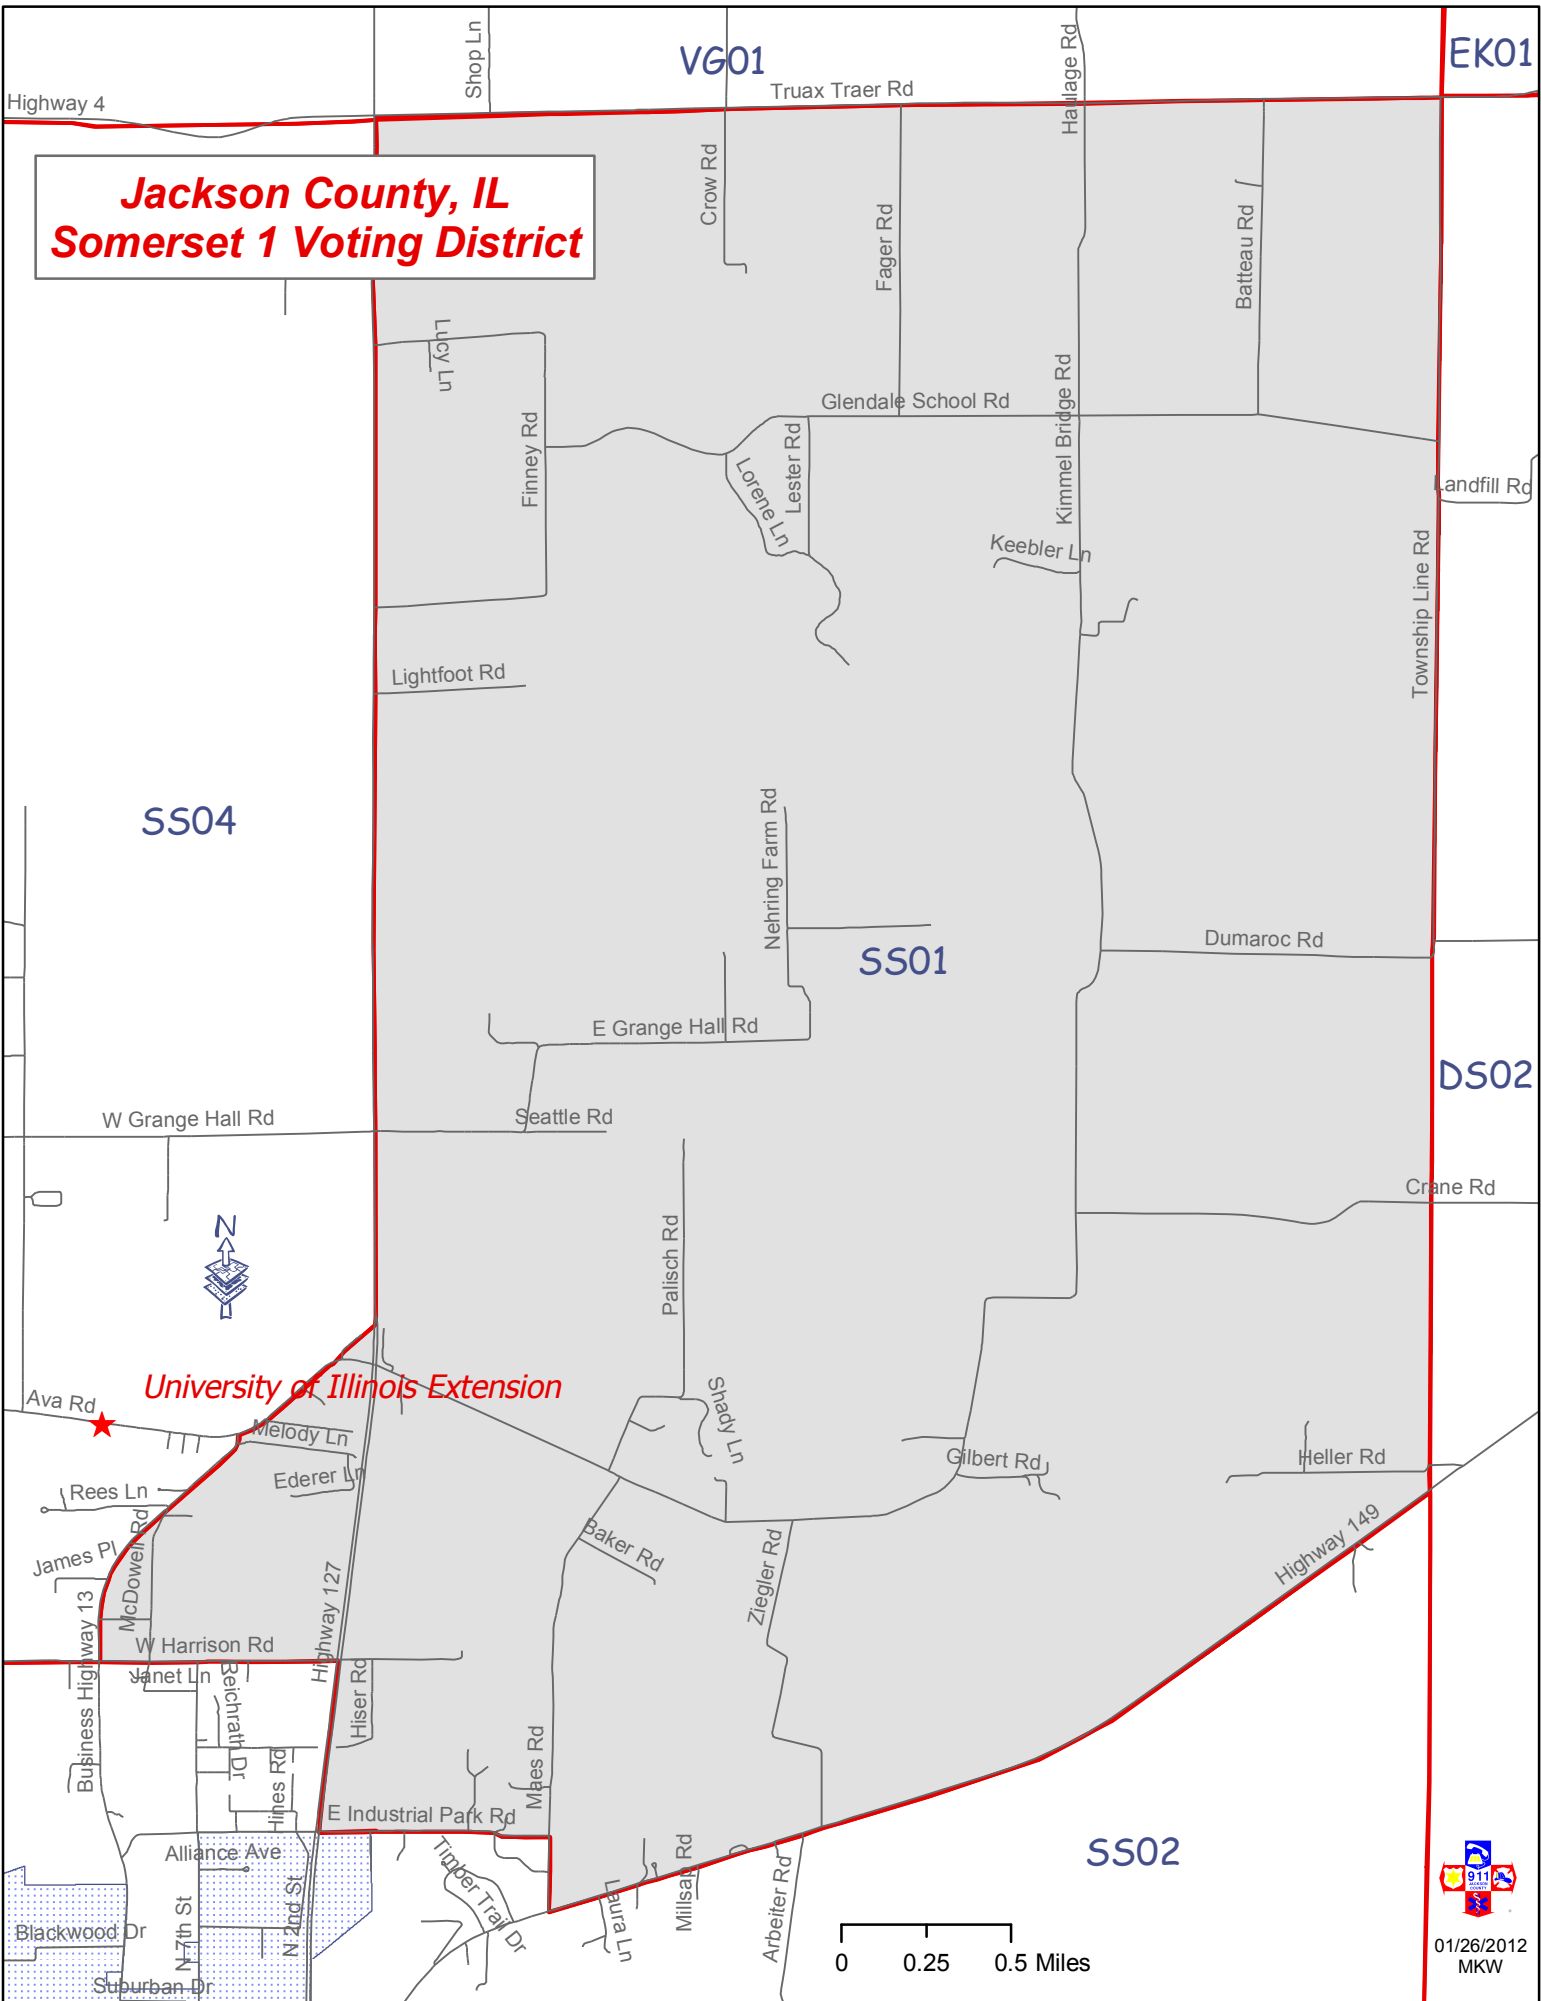 Shop Ln
VG01
Haulage Rd
EK01
Highway 4
Truax Traer Rd
Jackson County, IL
Somerset 1 Voting District
Crow Rd
Fager Rd
Batteau Rd
Lucy Ln
Finney Rd
Glendale School Rd
Lester Rd
Lorene Ln
Kimmel Bridge Rd
Landfill Rd
Keebler Ln
Township Line Rd
Lightfoot Rd
SS04
Nehring Farm Rd
SS01
Dumaroc Rd
E Grange Hall Rd
DS02
W Grange Hall Rd
Seattle Rd
Crane Rd
N
Palisch Rd
University of Illinois Extension
Ava Rd
Melody Ln
Shady Ln
Ederer Ln
Gilbert Rd
Heller Rd
Rees Ln
McDowell Rd
James Pl
Baker Rd
Ziegler Rd
Highway 149
Highway 127
Business Highway 13
W Harrison Rd
Janet Ln
Reichrath Dr
Hiser Rd
Hines Rd
Maes Rd
E Industrial Park Rd
Alliance Ave
Timber Trail Dr
Millsap Rd
Laura Ln
Arbeiter Rd
SS02
N 7th St
N 2nd St
Blackwood Dr
Suburban Dr
0 0.25 0.5 Miles
911
JACKSON
COUNTY
01/26/2012
MKW